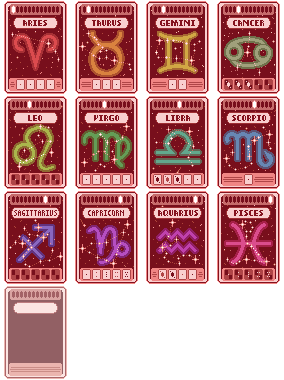 ARIES
TAURUS
GEMINI
CANCER
LEO
VIRGO
LIBRA
SCORPIO
SAGITTARIUS
CAPRICORN
AQUARIUS
PISCES